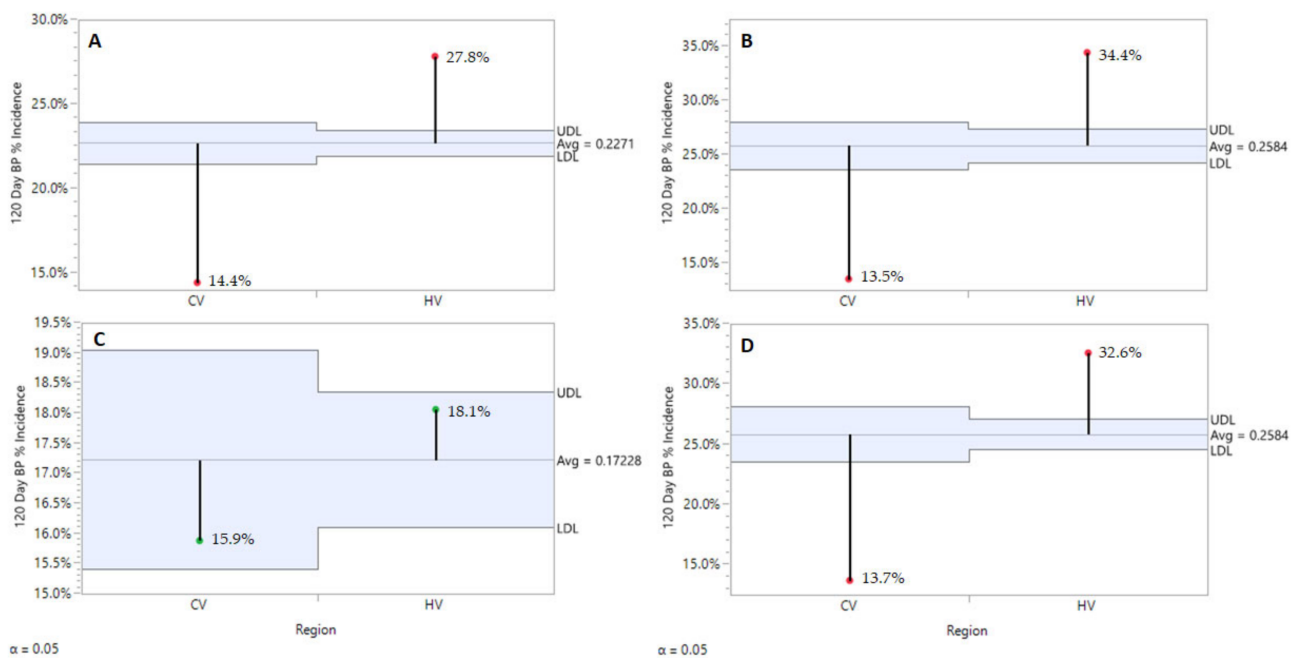 A
120 Day BP % Incidence
30.0%
25.0%
20.0%
15.0%
27.8%
14.4%
UDL
Avg = 0.2271
LDL
CV
HV
B
120 Day BP % Incidence
35.0%
30.0%
25.0%
20.0%
15.0%
34.4%
13.5%
UDL
Avg = 0.2584
LDL
CV
HV
C
120 Day BP % Incidence
19.5%
19.0%
18.5%
18.0%
17.5%
17.0%
16.5%
16.0%
15.5%
15.0%
18.1%
15.9%
UDL
Avg = 0.17228
LDL
CV
HV
Region
α = 0.05
D
120 Day BP % Incidence
35.0%
30.0%
25.0%
20.0%
15.0%
32.6%
13.7%
UDL
Avg = 0.2584
LDL
CV
HV
Region
α = 0.05